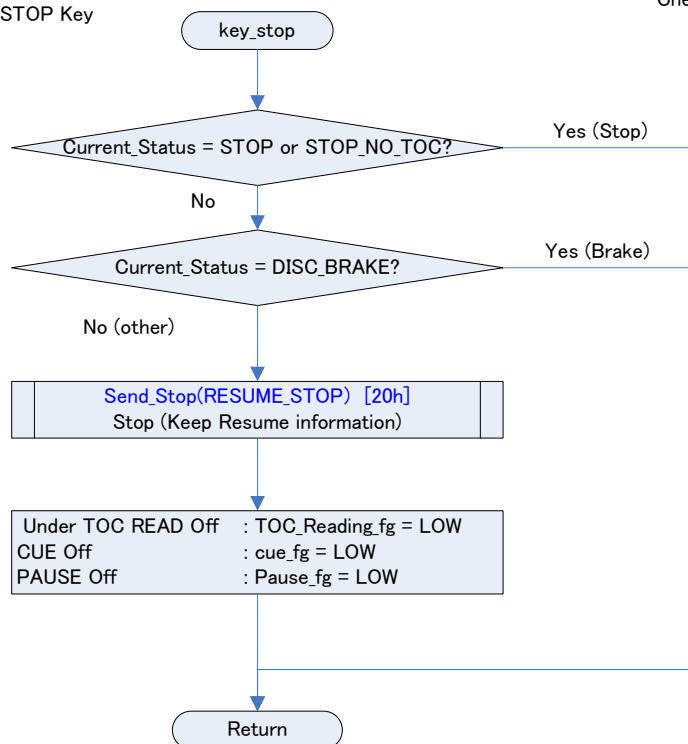 STOP Key
key_stop
Current_Status = STOP or STOP_NO_TOC?
Yes (Stop)
No
Current_Status = DISC_BRAKE?
Yes (Brake)
No (other)
Send_Stop(RESUME_STOP) [20h]
Stop (Keep Resume information)
Under TOC READ Off : TOC_Reading_fg = LOW
CUE Off : cue_fg = LOW
PAUSE Off : Pause_fg = LOW
Return